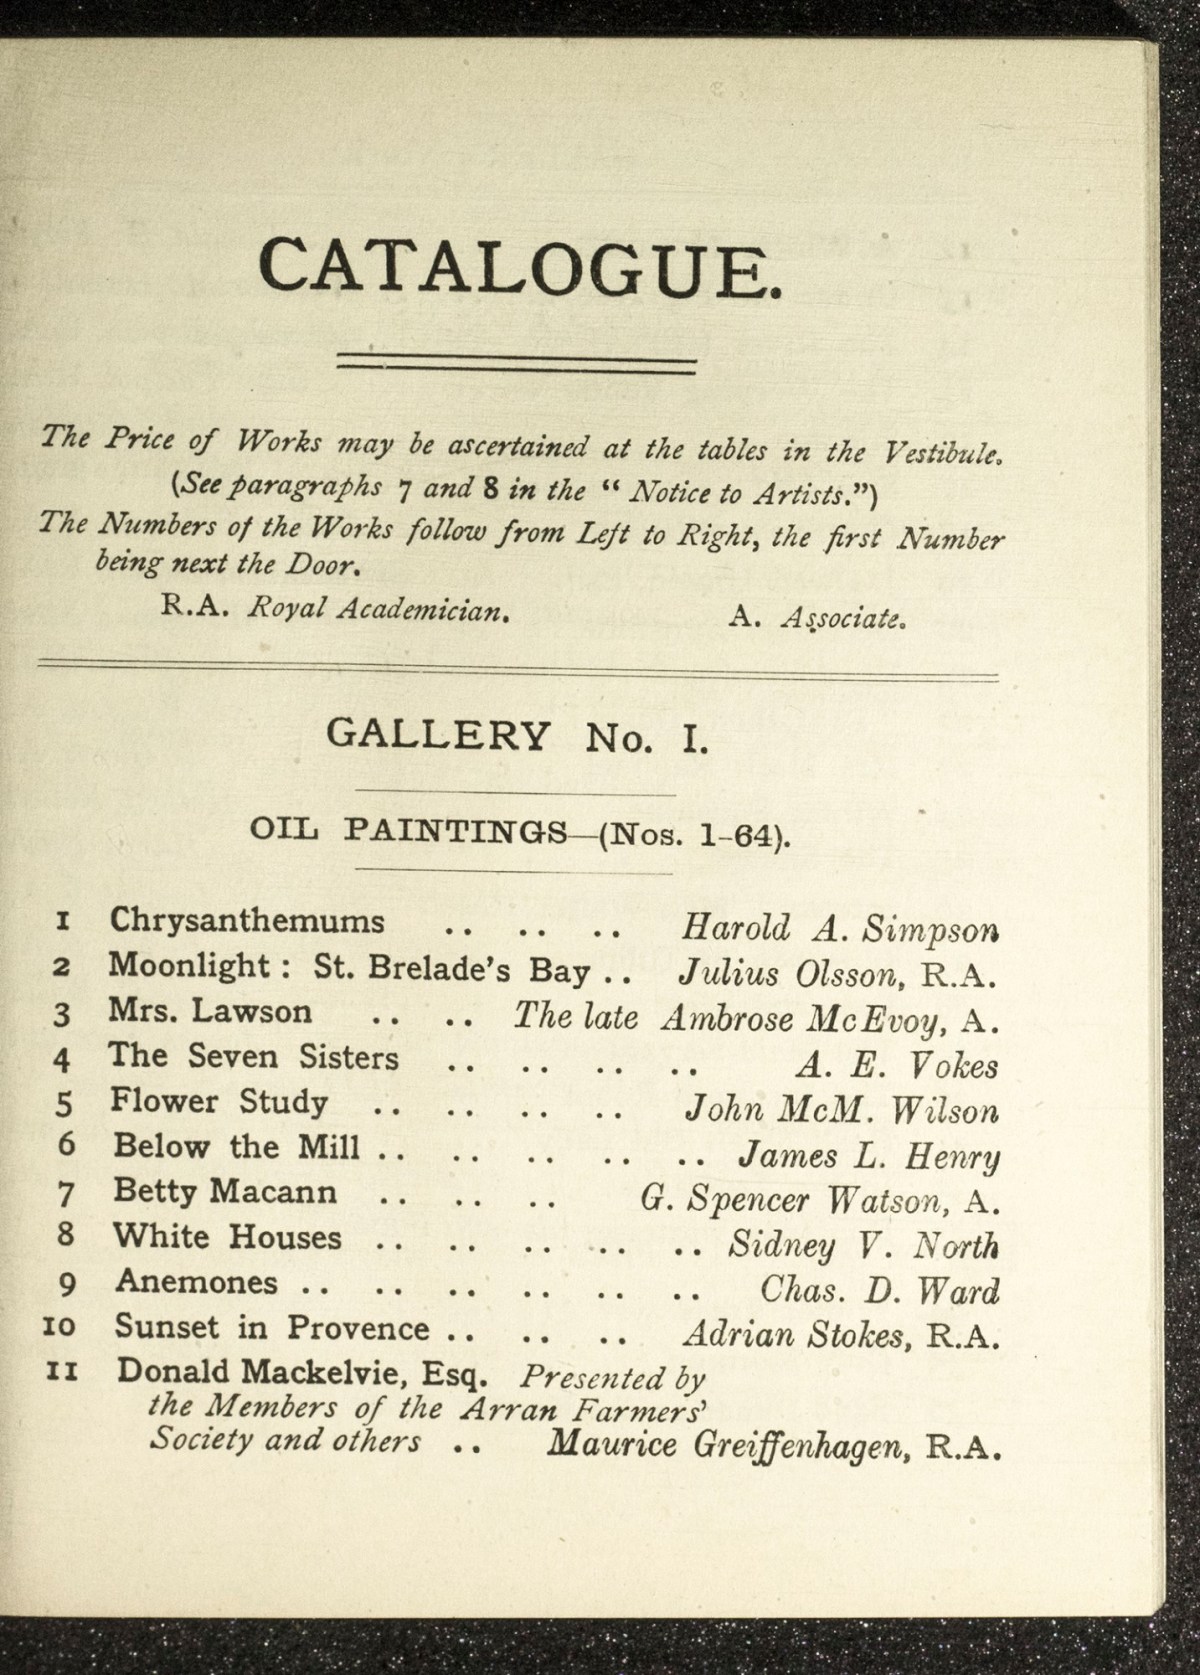 CATALOGUE.
The Price of Works may be ascertained at the tables in the Vestibule.
(See paragraphs 7 and 8 in the “ Notice to Artists.”)
The Numbers of the Works follow from Left to Right, the first Number
being next the Door.
R.A. Royal Academician. A. Associate.
GALLERY No. I.
OIL PAINTINGS—(Nos. 1-64).
1 Chrysanthemums .. .. .. Harold A. Simpson
2 Moonlight : St. Brelade’s Bay .. Julius Olsson, R.A.
3 Mrs. Lawson .. .. The late Ambrose McEvoy, A.
4 The Seven Sisters .. .. .. .. A. E. Vokes
5 Flower Study .. .. .. .. John McM. Wilson
6 Below the Mill .. .. .. .. .. James L. Henry
7 Betty Macann .. .. .. G. Spencer Watson, A.
8 White Houses .. .. .. .. .. Sidney V. North
9 Anemones .. .. .. .. .. .. Chas. D. Ward
10 Sunset in Provence .. .. .. Adrian Stokes, R.A.
11 Donald Mackelvie, Esq. Presented by
the Members of the Arran Farmers’
Society and others .. Maurice Greiffenhagen, R.A.